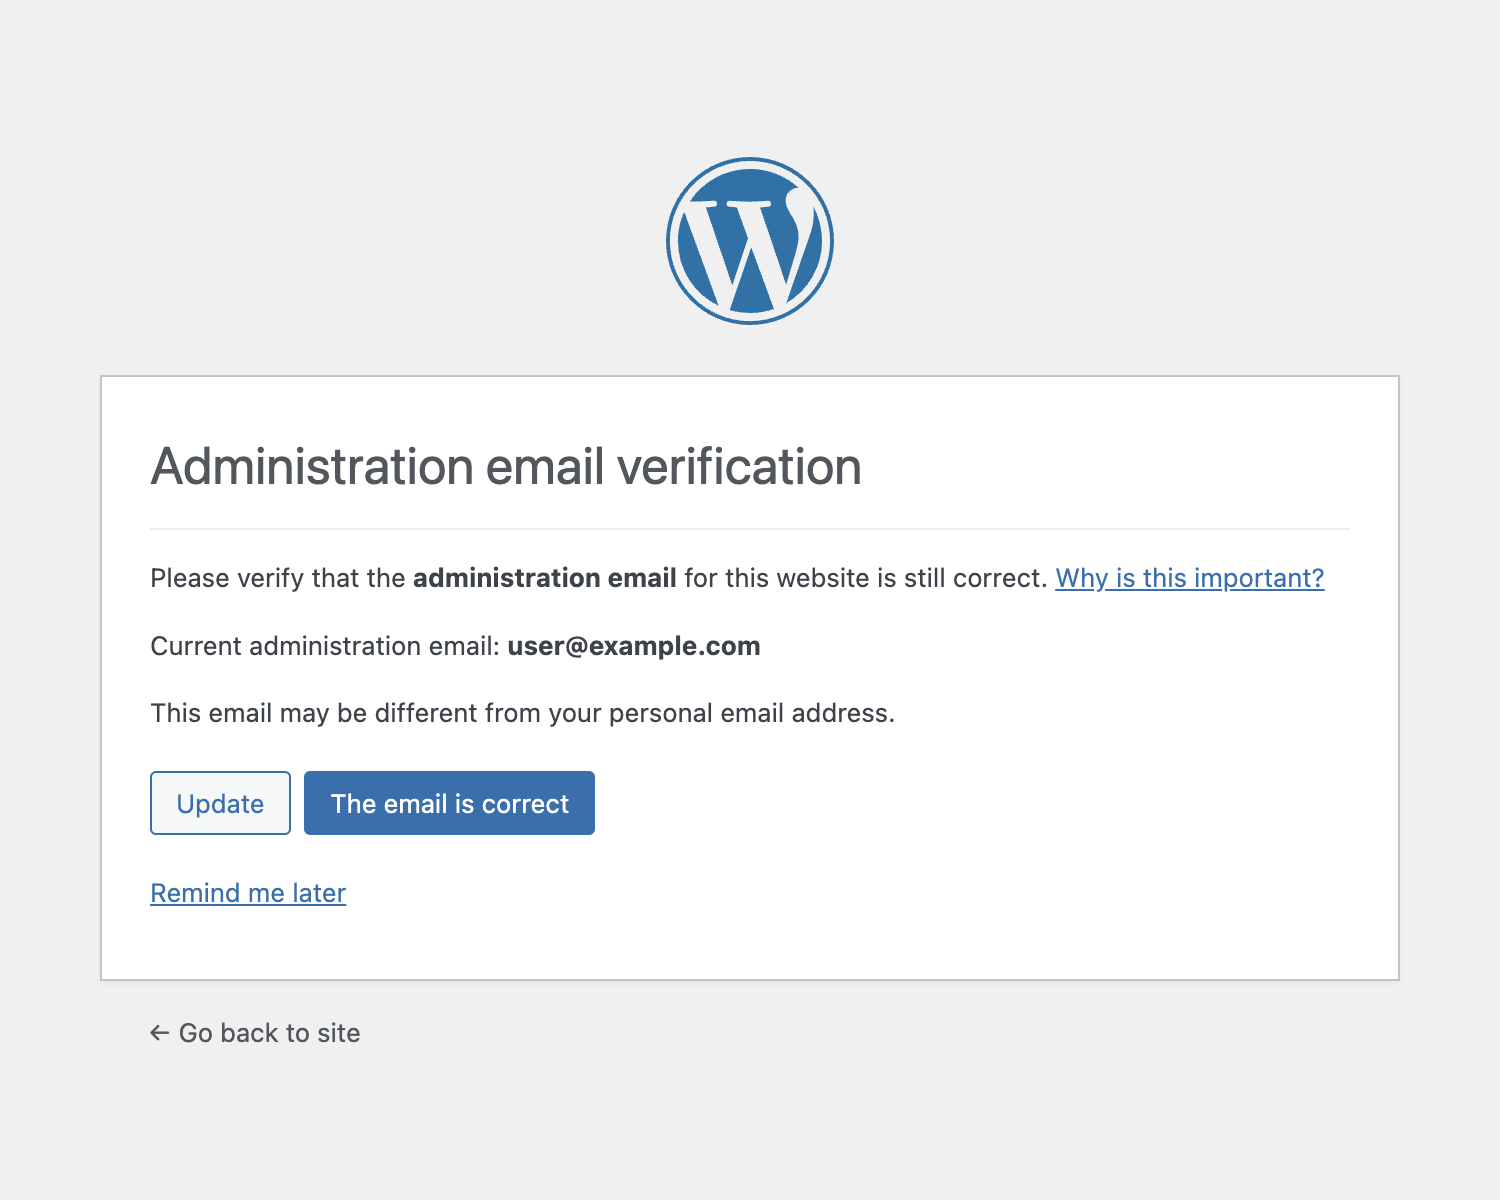 Administration email verification
Please verify that the administration email for this website is still correct. Why is this important?
Current administration email: user@example.com
This email may be different from your personal email address.
Update The email is correct
Remind me later
← Go back to site